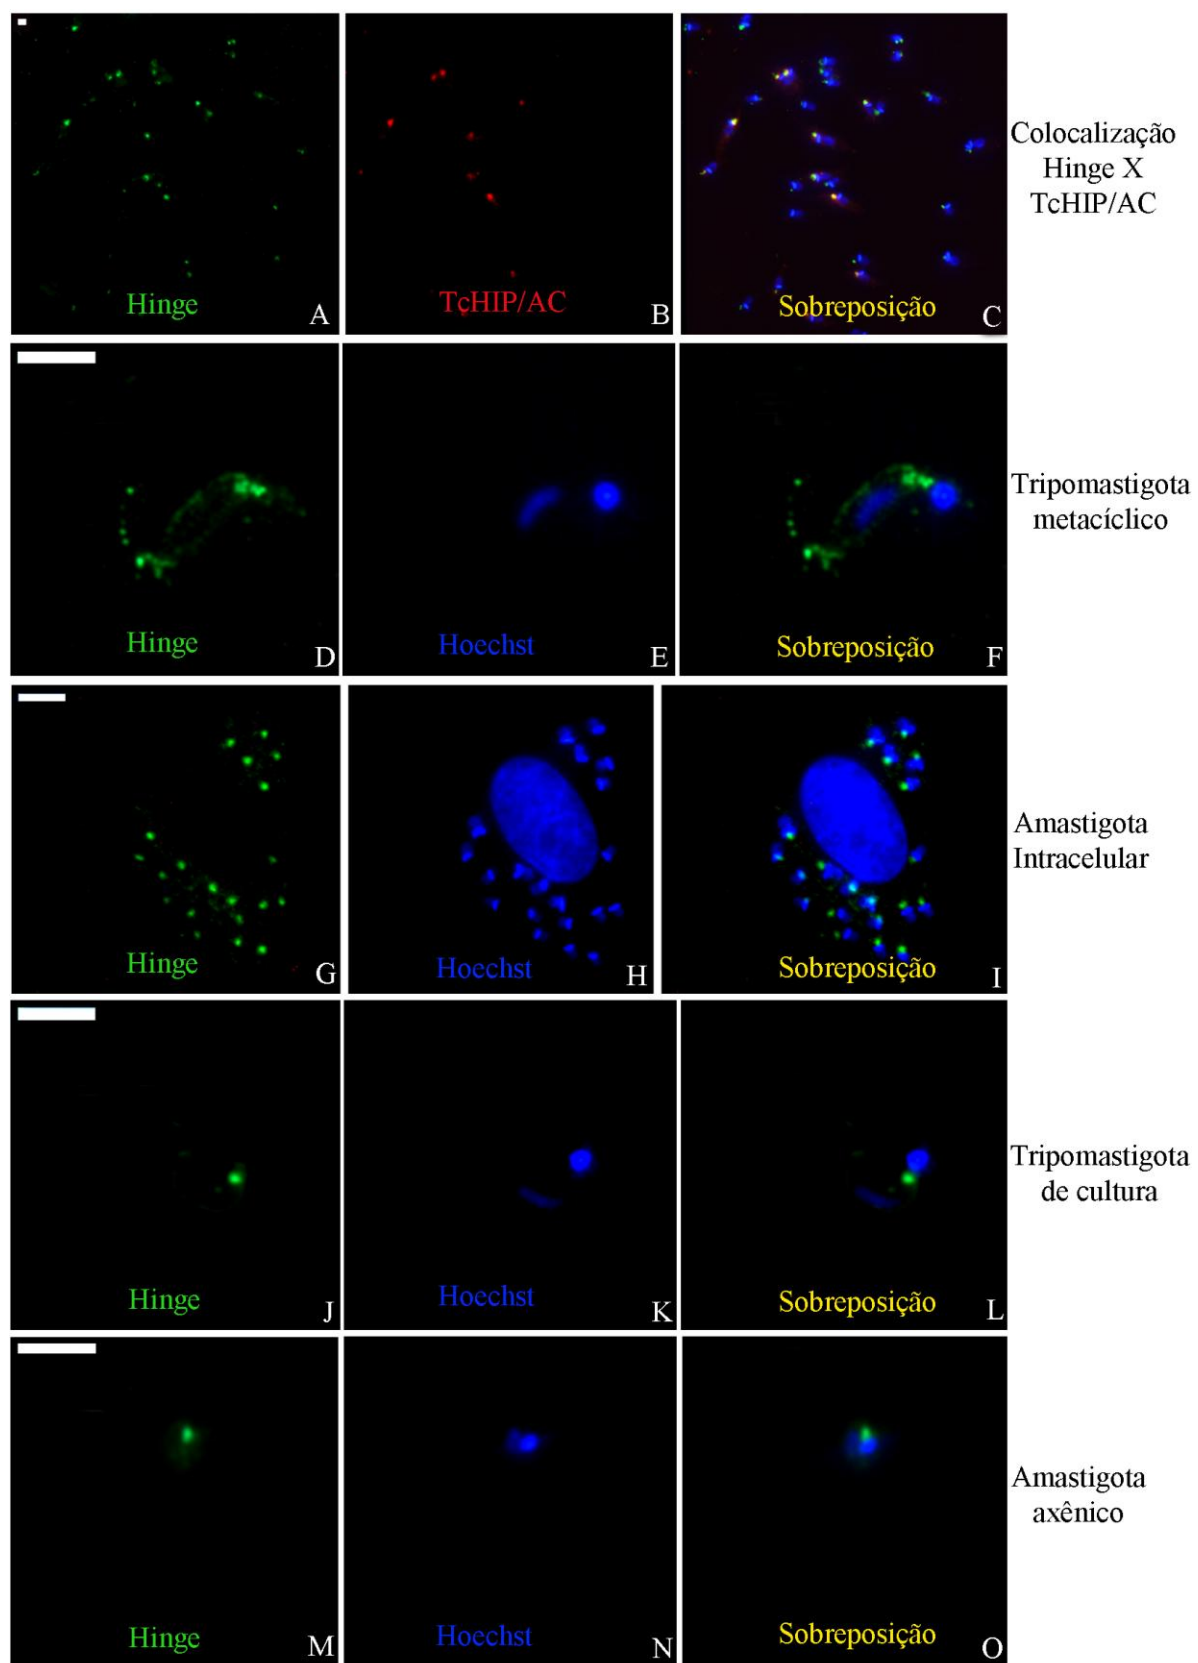 Hinge A
TcHIP/AC B
Sobreposição C
Colocalização
Hinge X
TcHIP/AC
Hinge D
Hoechst E
Sobreposição F
Tripomastigota
metacíclico
Hinge G
Hoechst H
Sobreposição I
Amastigota
Intracelular
Hinge J
Hoechst K
Sobreposição L
Tripomastigota
de cultura
Hinge M
Hoechst N
Sobreposição O
Amastigota
axênico